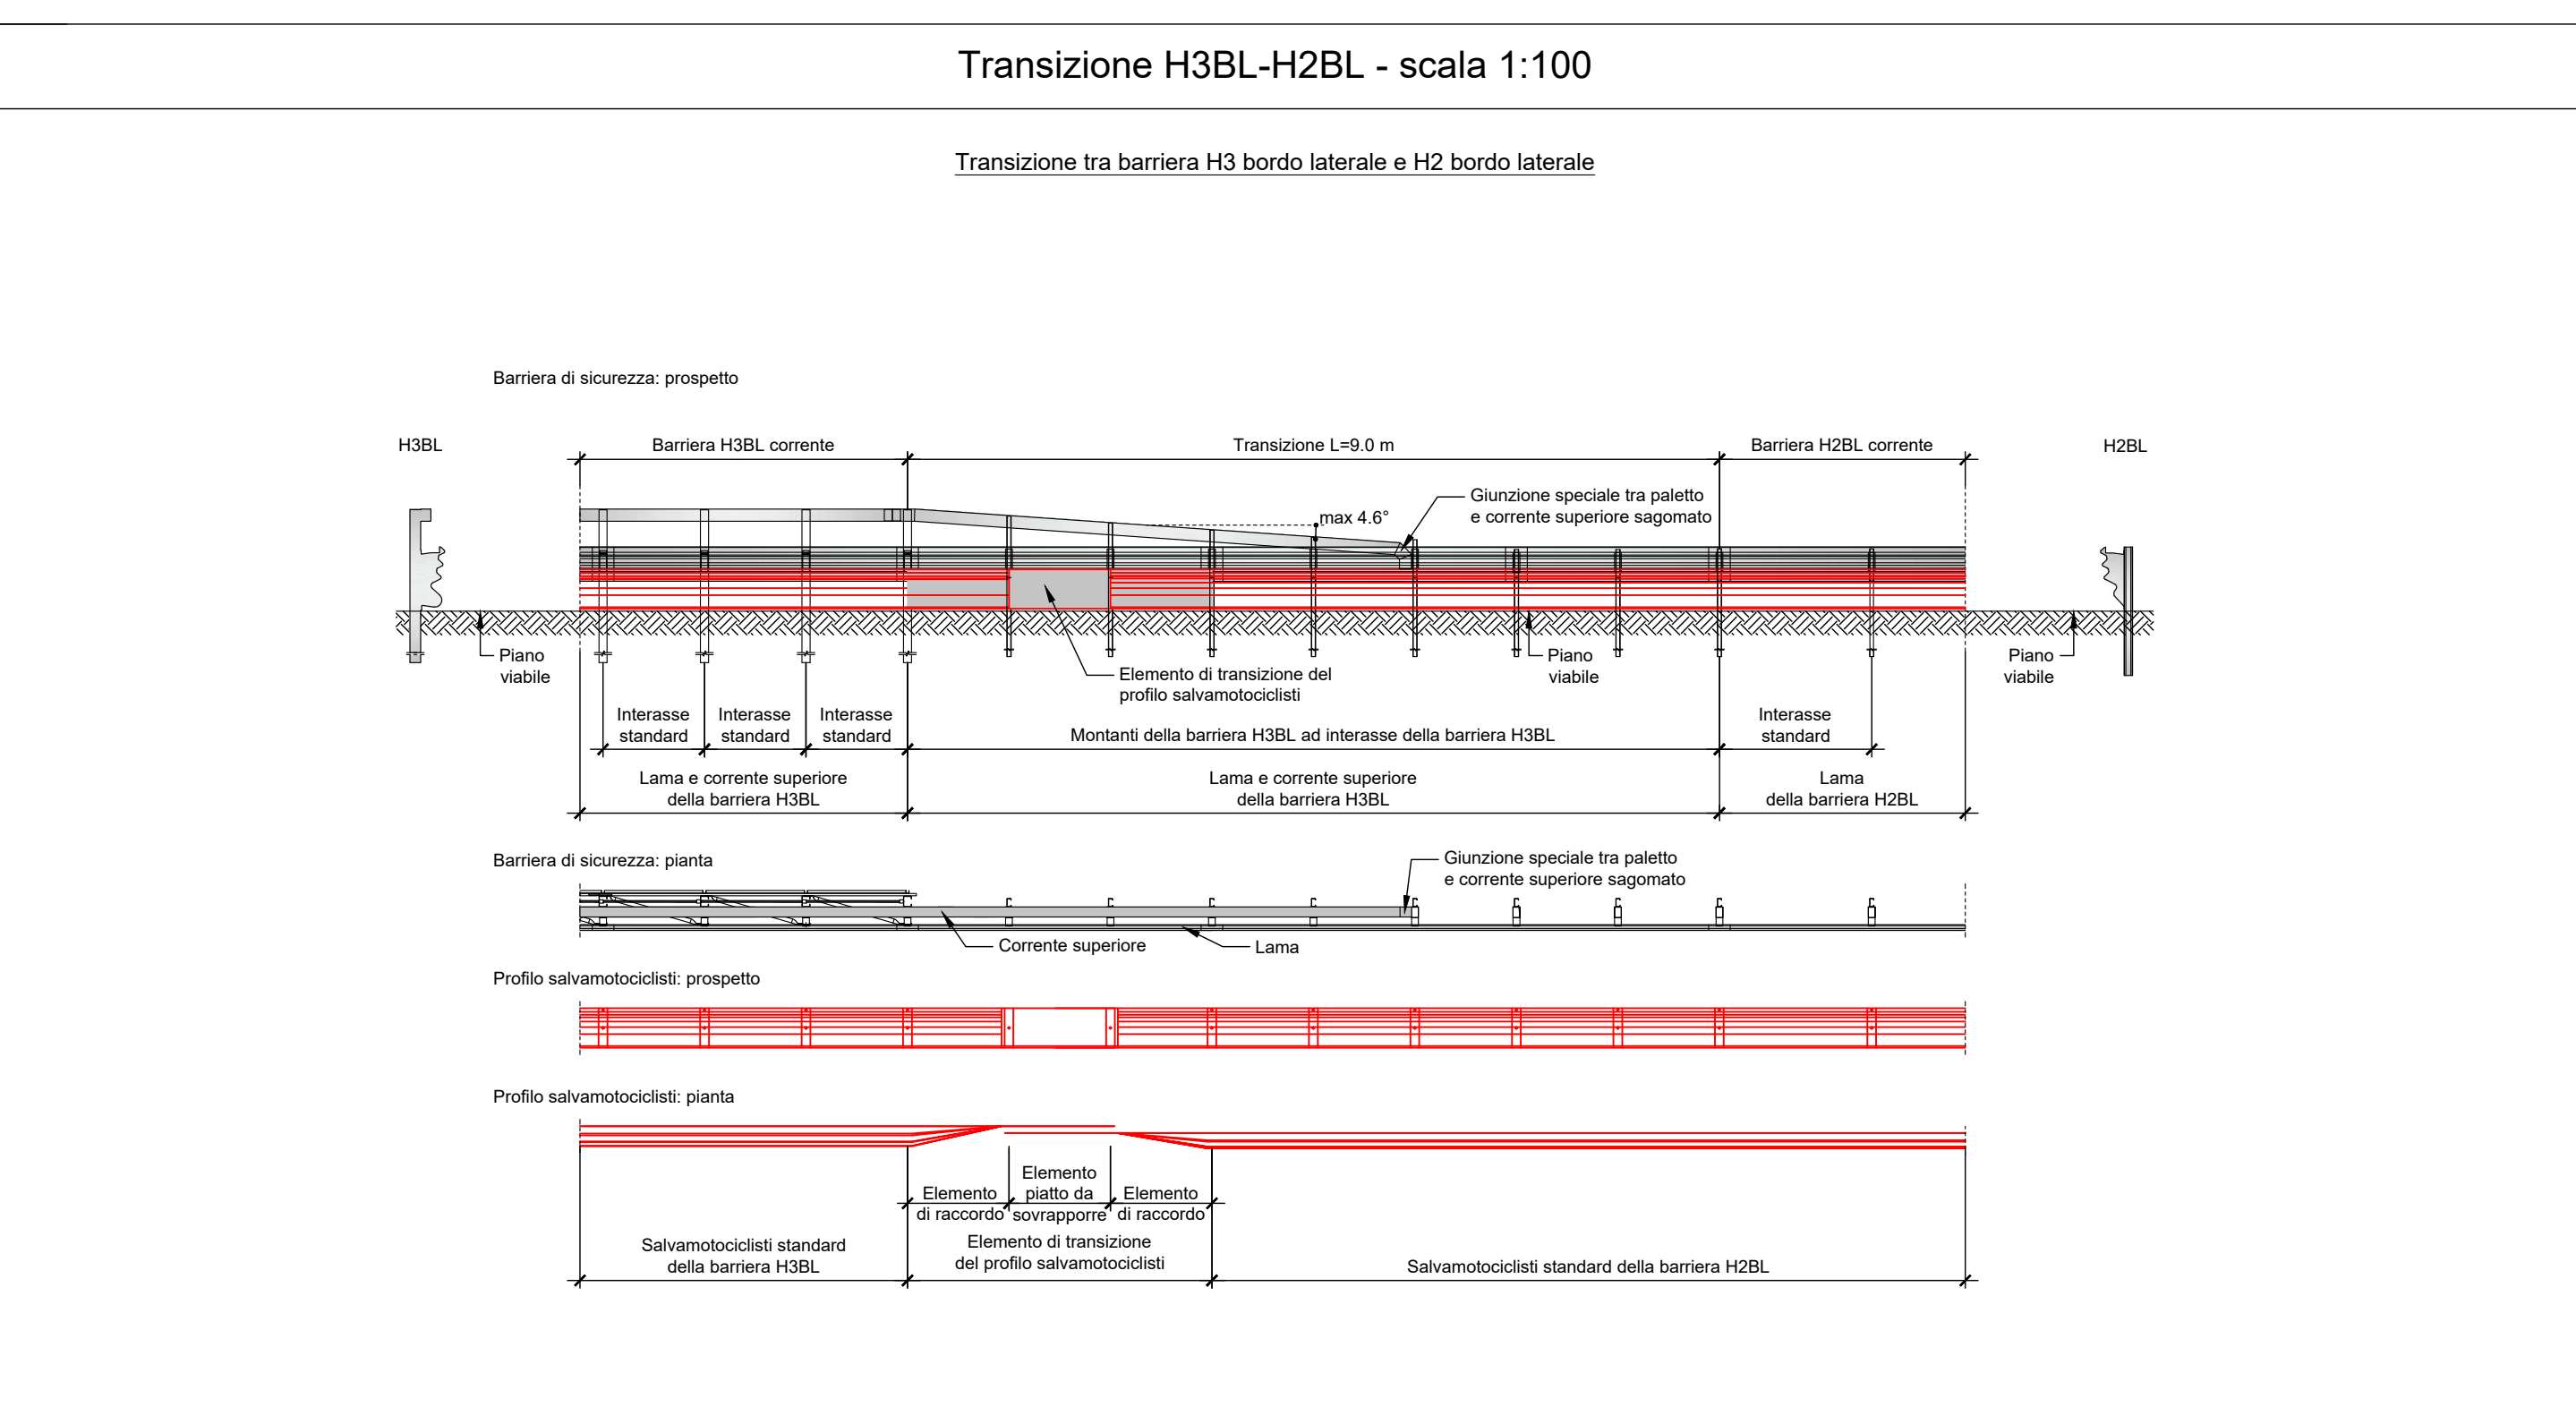 Transizione H3BL-H2BL - scala 1:100
Transizione tra barriera H3 bordo laterale e H2 bordo laterale
Barriera di sicurezza: prospetto
H3BL
Barriera H3BL corrente
Transizione L=9.0 m
Barriera H2BL corrente
H2BL
Giunzione speciale tra paletto
e corrente superiore sagomato
max 4.6°
Piano
viabile
Elemento di transizione del
profilo salvamotociclisti
Piano
viabile
Piano
viabile
Interasse
standard
Interasse
standard
Interasse
standard
Montanti della barriera H3BL ad interasse della barriera H3BL
Interasse
standard
Lama e corrente superiore
della barriera H3BL
Lama e corrente superiore
della barriera H3BL
Lama
della barriera H2BL
Barriera di sicurezza: pianta
Giunzione speciale tra paletto
e corrente superiore sagomato
Corrente superiore
Lama
Profilo salvamotociclisti: prospetto
Profilo salvamotociclisti: pianta
Elemento
di raccordo
Elemento
piatto da
sovrapporre
Elemento
di raccordo
Salvamotociclisti standard
della barriera H3BL
Elemento di transizione
del profilo salvamotociclisti
Salvamotociclisti standard della barriera H2BL